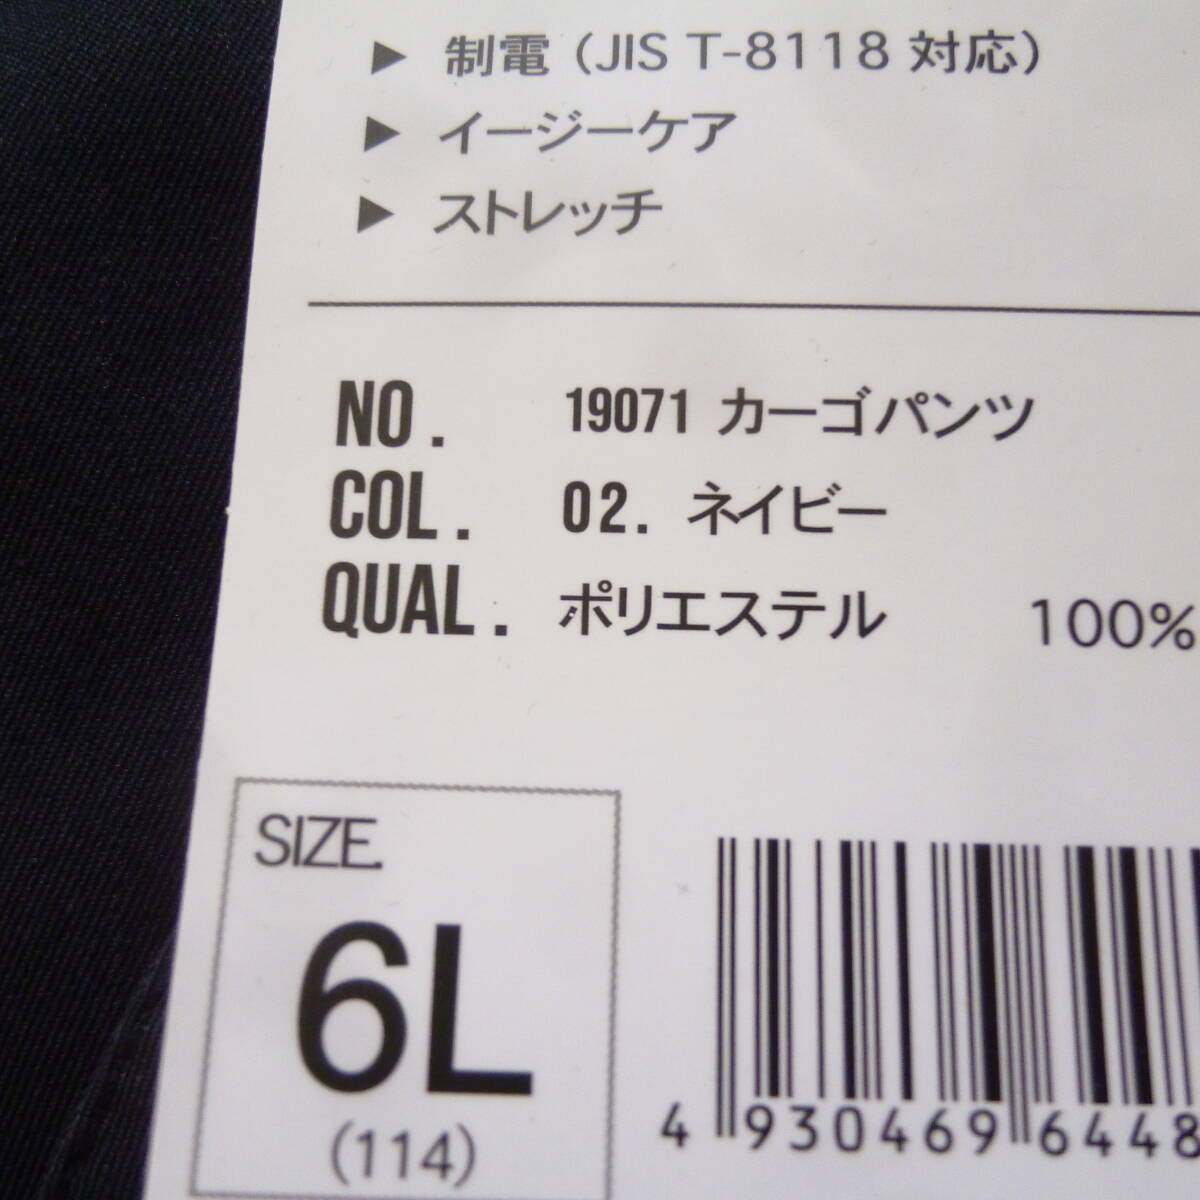 ▶ 制電（JIS T-8118 対応）
▶ イージーケア
▶ ストレッチ
NO. 19071 カーゴパンツ
COL. 02. ネイビー
QUAL. ポリエステル 100%
SIZE.
6L
(114)
4 930469 6448